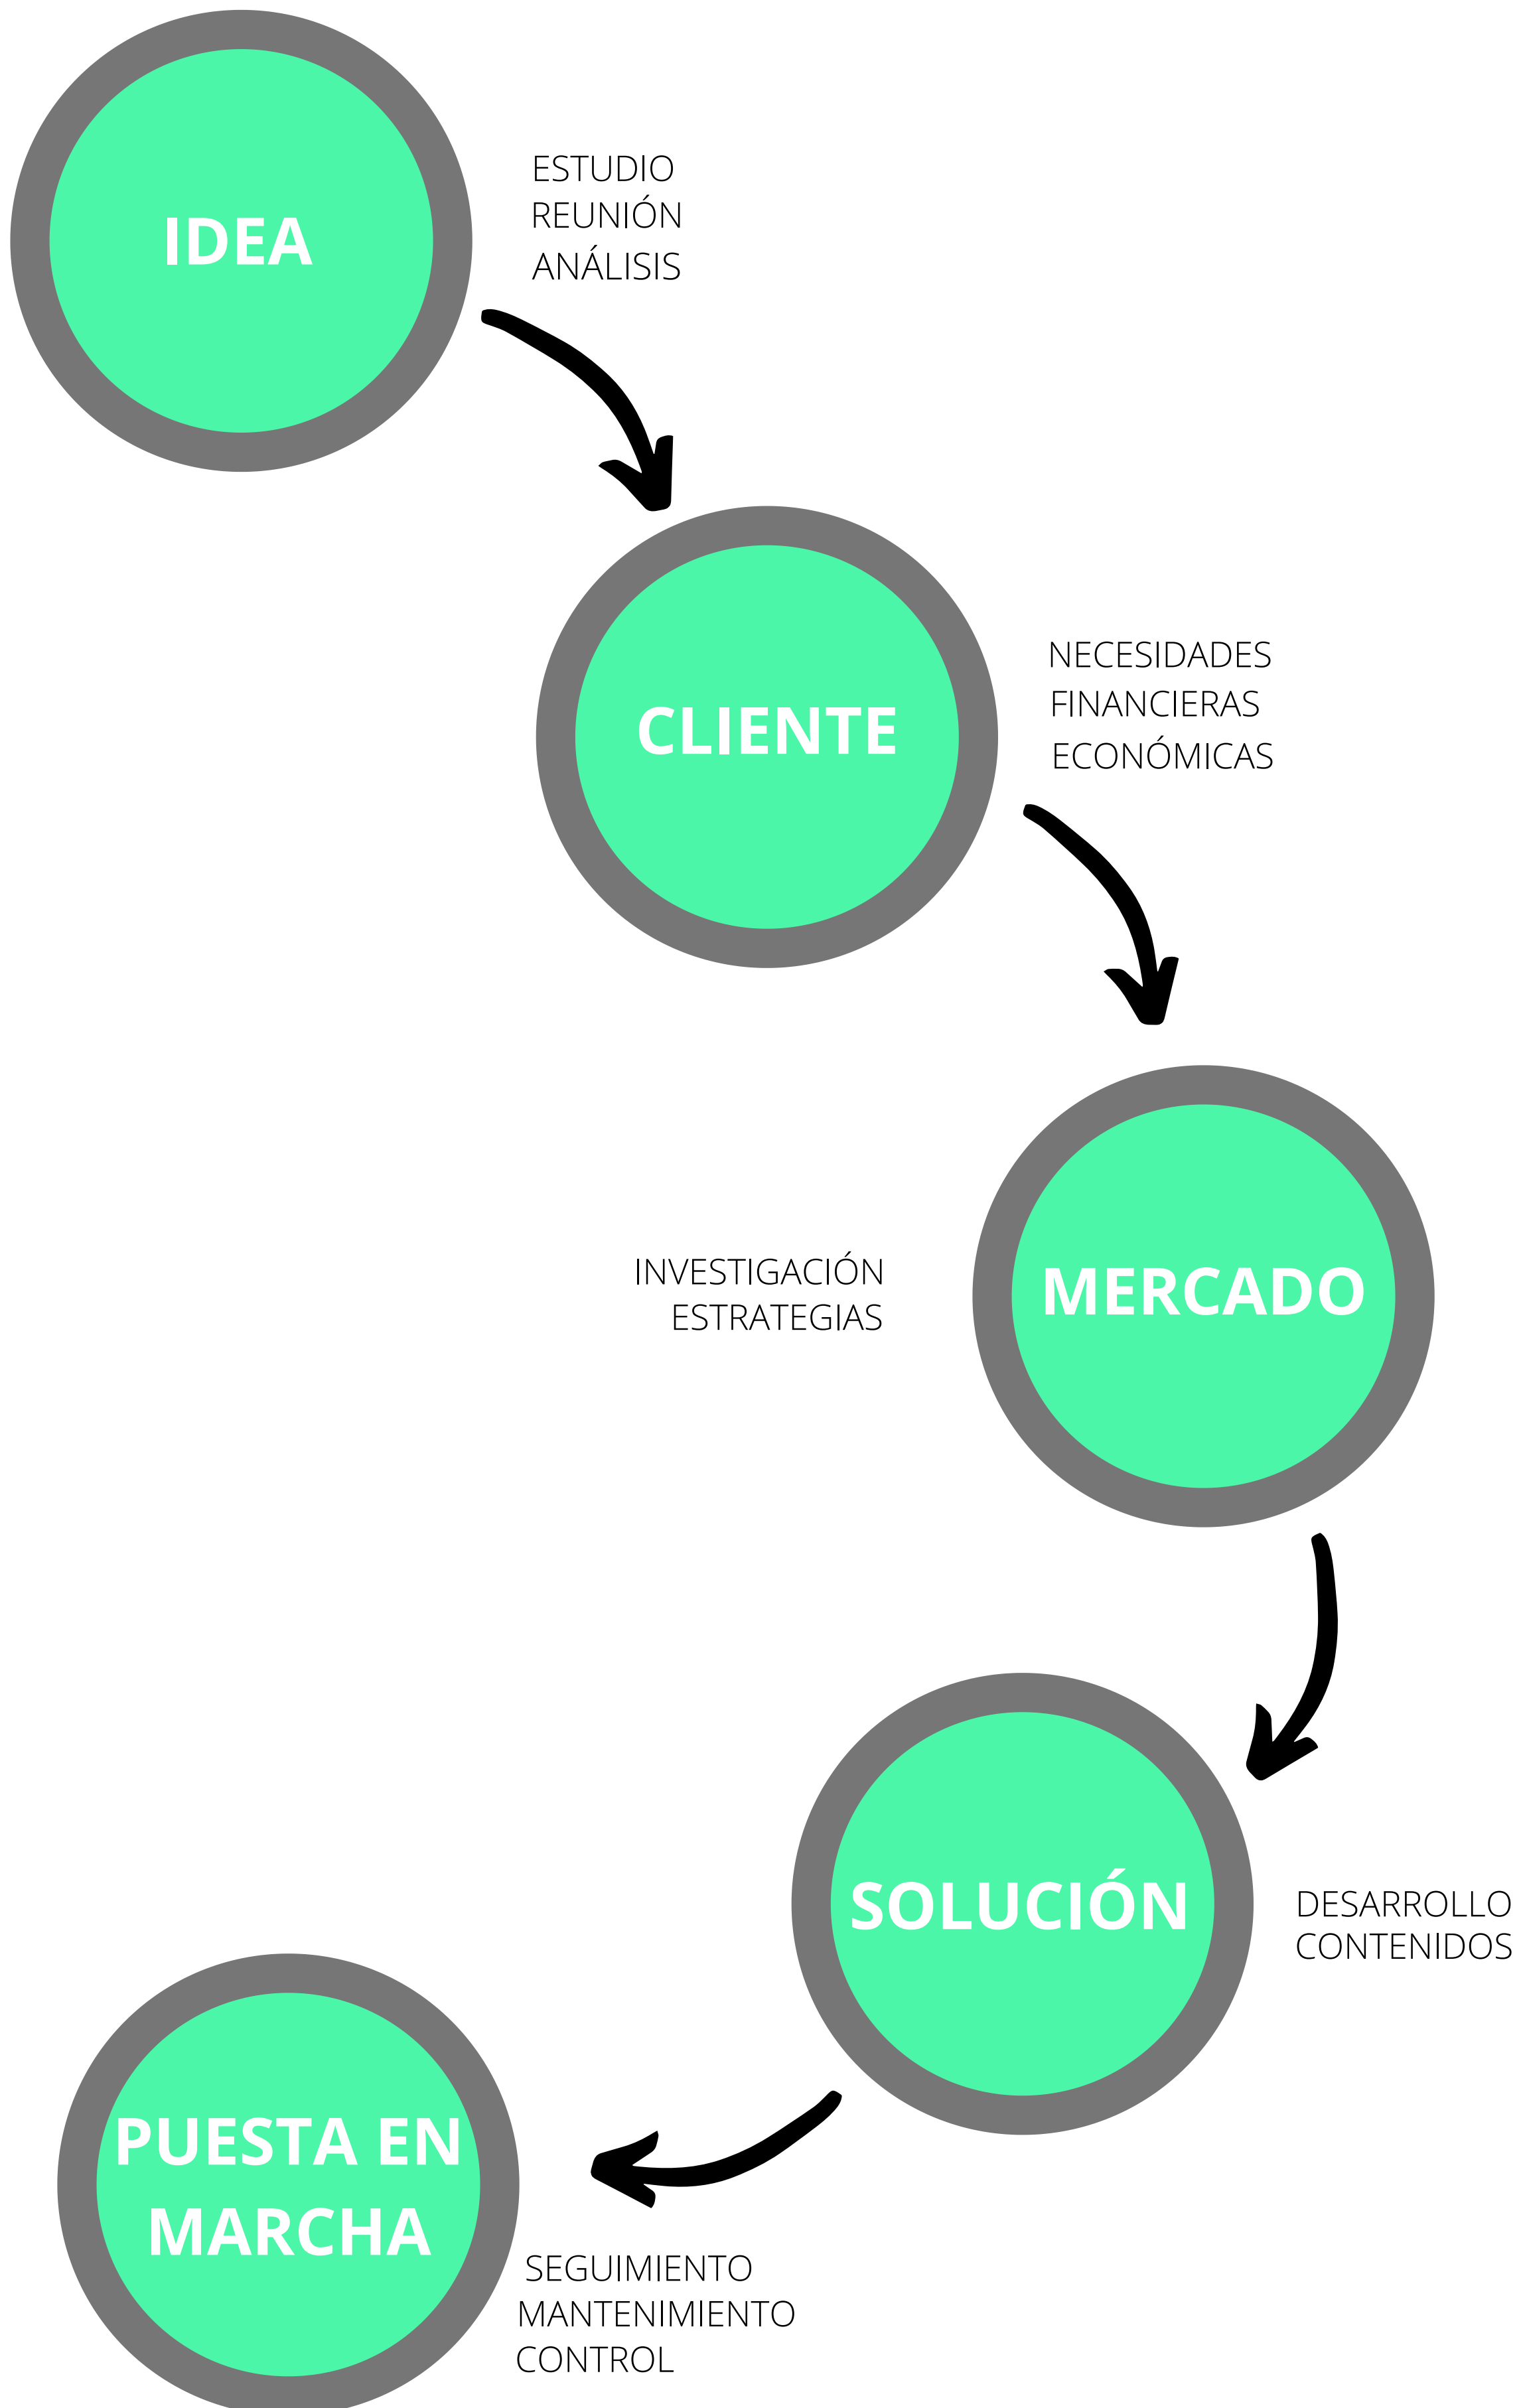 IDEA
ESTUDIO
REUNIÓN
ANÁLISIS
CLIENTE
NECESIDADES
FINANCIERAS
ECONÓMICAS
MERCADO
INVESTIGACIÓN
ESTRATEGIAS
SOLUCIÓN
DESARROLLO
CONTENIDOS
PUESTA EN
MARCHA
SEGUIMIENTO
MANTENIMIENTO
CONTROL